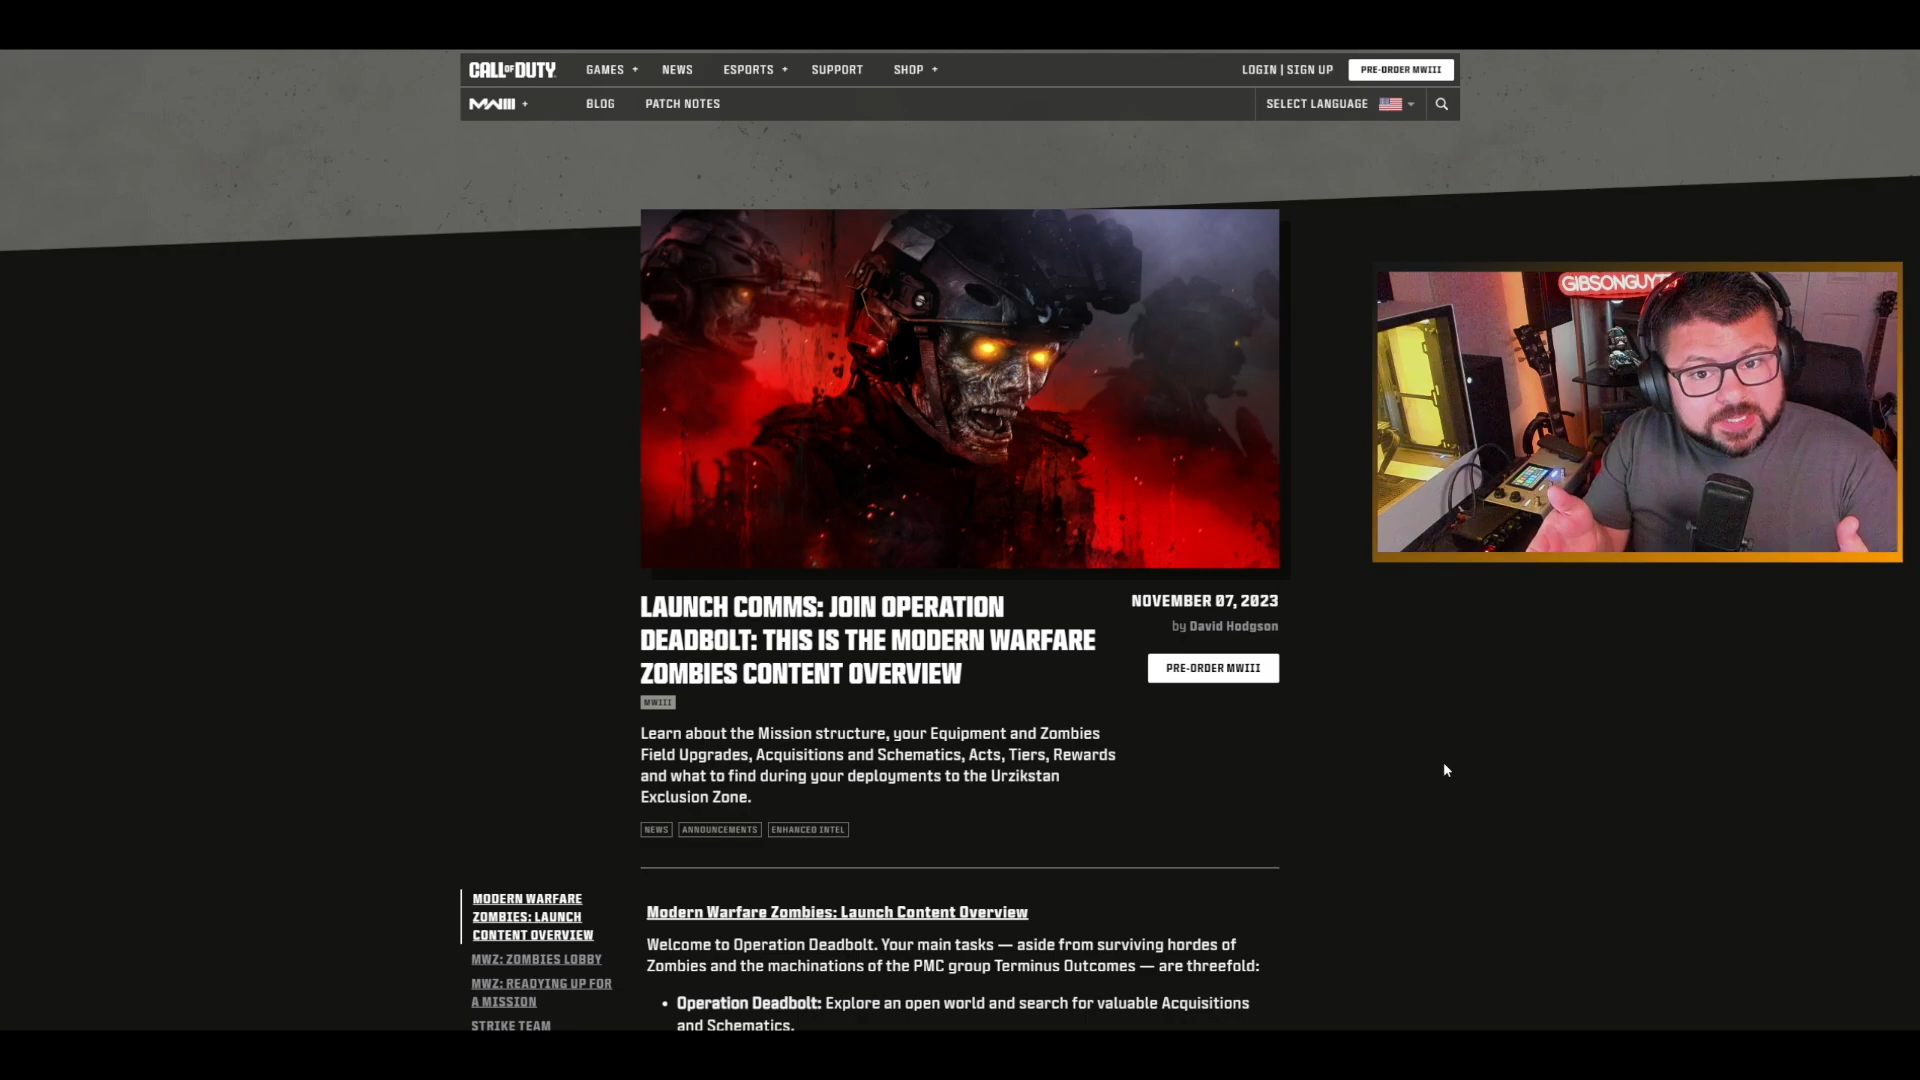 CALL OF DUTY
GAMES +
NEWS
ESPORTS +
SUPPORT
SHOP +
LOGIN | SIGN UP
PRE-ORDER MWIII
MWIII +
BLOG
PATCH NOTES
SELECT LANGUAGE
LAUNCH COMMS: JOIN OPERATION
DEADBOLT: THIS IS THE MODERN WARFARE
ZOMBIES CONTENT OVERVIEW
NOVEMBER 07, 2023
by David Hodgson
PRE-ORDER MWIII
MWIII
Learn about the Mission structure, your Equipment and Zombies
Field Upgrades, Acquisitions and Schematics, Acts, Tiers, Rewards
and what to find during your deployments to the Urzikstan
Exclusion Zone.
NEWS
ANNOUNCEMENTS
ENHANCED INTEL
GIBSONGUY
MODERN WARFARE
ZOMBIES: LAUNCH
CONTENT OVERVIEW
MWZ: ZOMBIES LOBBY
MWZ: READYING UP FOR
A MISSION
STRIKE TEAM
Modern Warfare Zombies: Launch Content Overview
Welcome to Operation Deadbolt. Your main tasks — aside from surviving hordes of
Zombies and the machinations of the PMC group Terminus Outcomes — are threefold:
• Operation Deadbolt: Explore an open world and search for valuable Acquisitions
and Schematics.